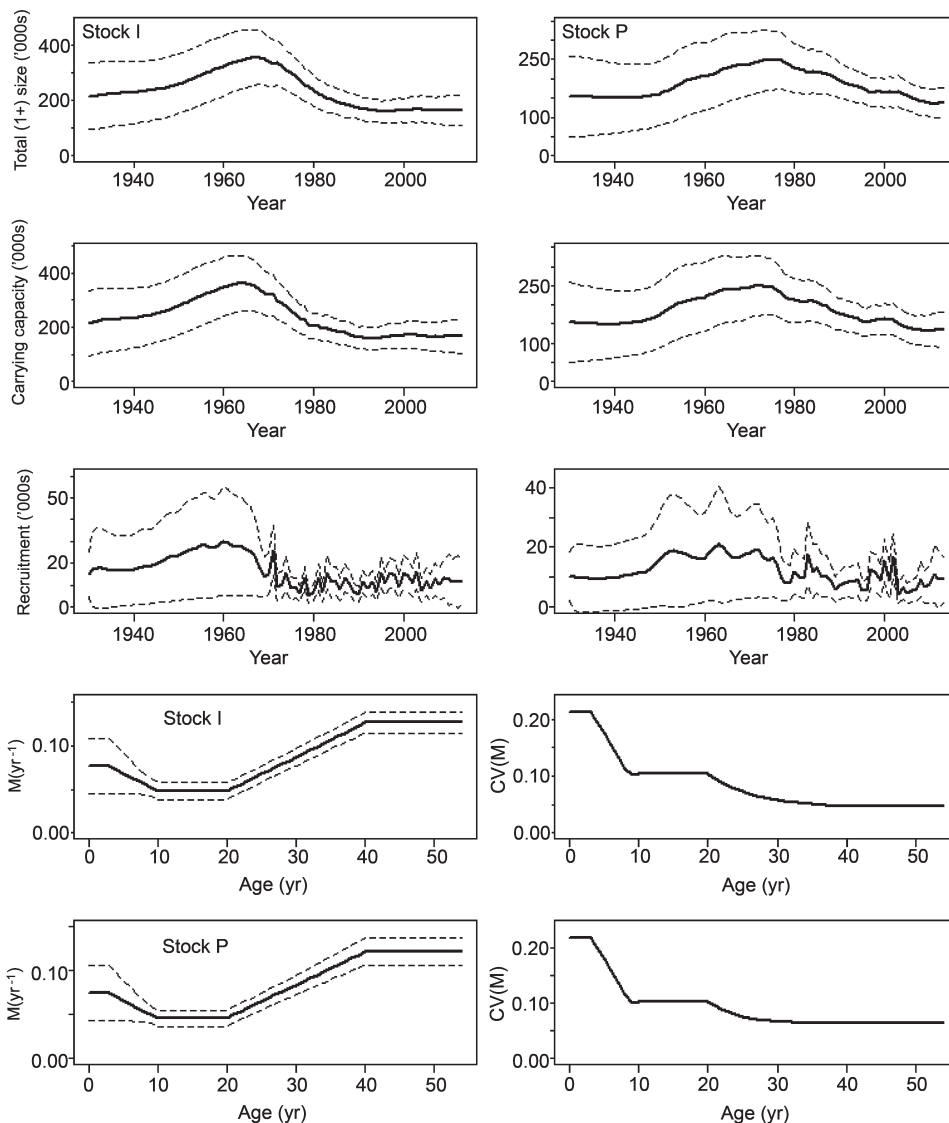 Stock I
Total (1+) size ('000s)
400
200
0
1940 1960 1980 2000
Year
Stock P
250
100
0
1940 1960 1980 2000
Year
Carrying capacity ('000s)
400
200
0
1940 1960 1980 2000
Year
250
100
0
1940 1960 1980 2000
Year
Recruitment ('000s)
50
20
0
1940 1960 1980 2000
Year
40
20
0
1940 1960 1980 2000
Year
Stock I
M(yr⁻¹)
0.10
0.00
0 10 20 30 40 50
Age (yr)
CV(M)
0.20
0.10
0.00
0 10 20 30 40 50
Age (yr)
Stock P
M(yr⁻¹)
0.10
0.00
0 10 20 30 40 50
Age (yr)
CV(M)
0.20
0.10
0.00
0 10 20 30 40 50
Age (yr)